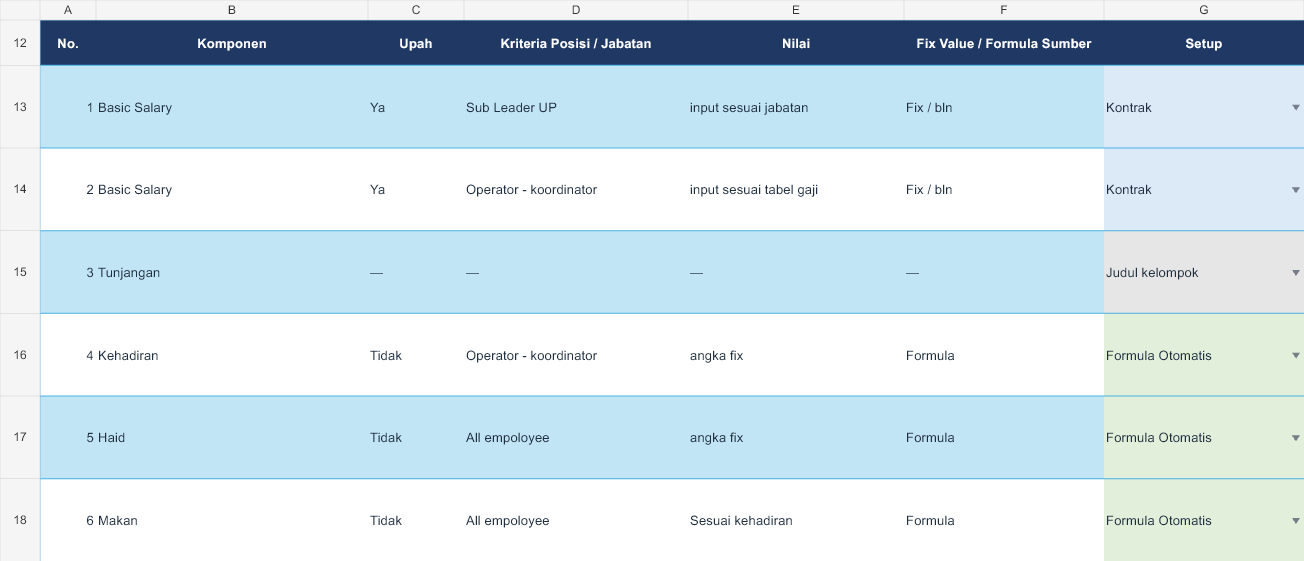 A B C D E F G
12 No. Komponen Upah Kriteria Posisi / Jabatan Nilai Fix Value / Formula Sumber Setup
13 1 Basic Salary Ya Sub Leader UP input sesuai jabatan Fix / bln Kontrak
14 2 Basic Salary Ya Operator - koordinator input sesuai tabel gaji Fix / bln Kontrak
15 3 Tunjangan — — — — Judul kelompok
16 4 Kehadiran Tidak Operator - koordinator angka fix Formula Formula Otomatis
17 5 Haid Tidak All empoloyee angka fix Formula Formula Otomatis
18 6 Makan Tidak All empoloyee Sesuai kehadiran Formula Formula Otomatis